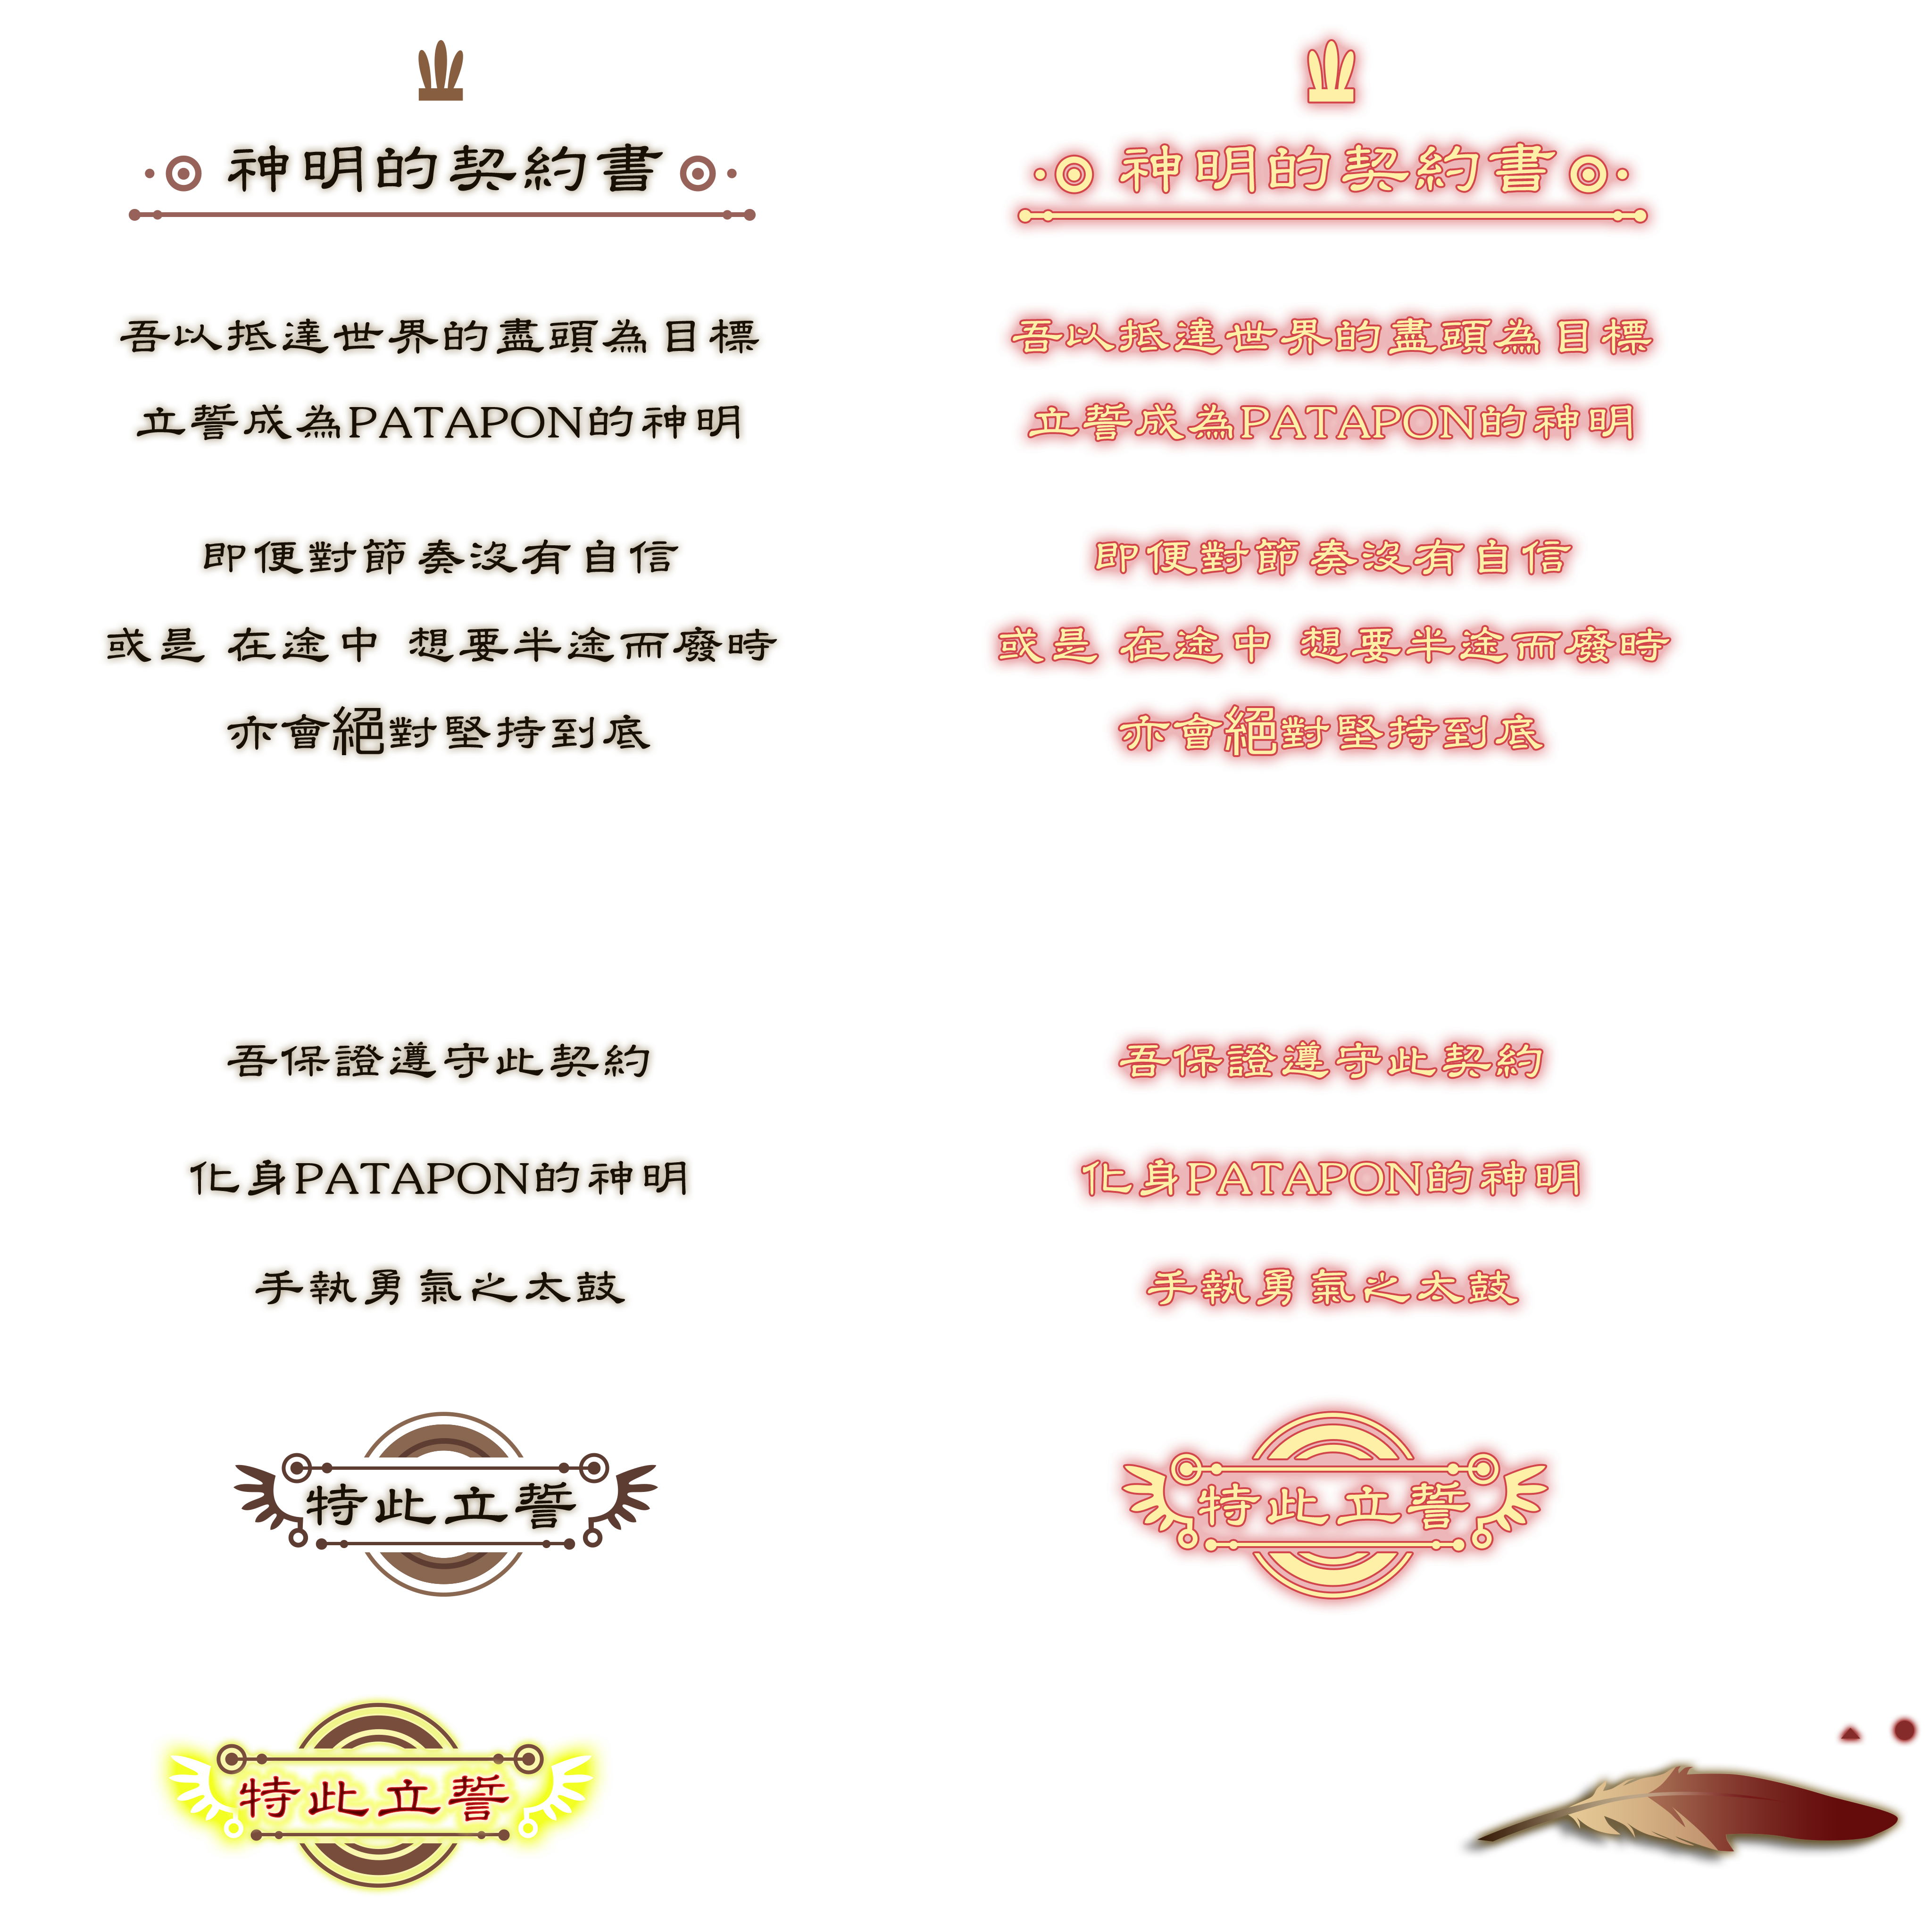 神明的契約書
吾以抵達世界的盡頭為目標
立誓成為PATAPON的神明
即便對節奏沒有自信
或是 在途中 想要半途而廢時
亦會絕對堅持到底
吾保證遵守此契約
化身PATAPON的神明
手執勇氣之太鼓
特此立誓
特此立誓
神明的契約書
吾以抵達世界的盡頭為目標
立誓成為PATAPON的神明
即便對節奏沒有自信
或是 在途中 想要半途而廢時
亦會絕對堅持到底
吾保證遵守此契約
化身PATAPON的神明
手執勇氣之太鼓
特此立誓